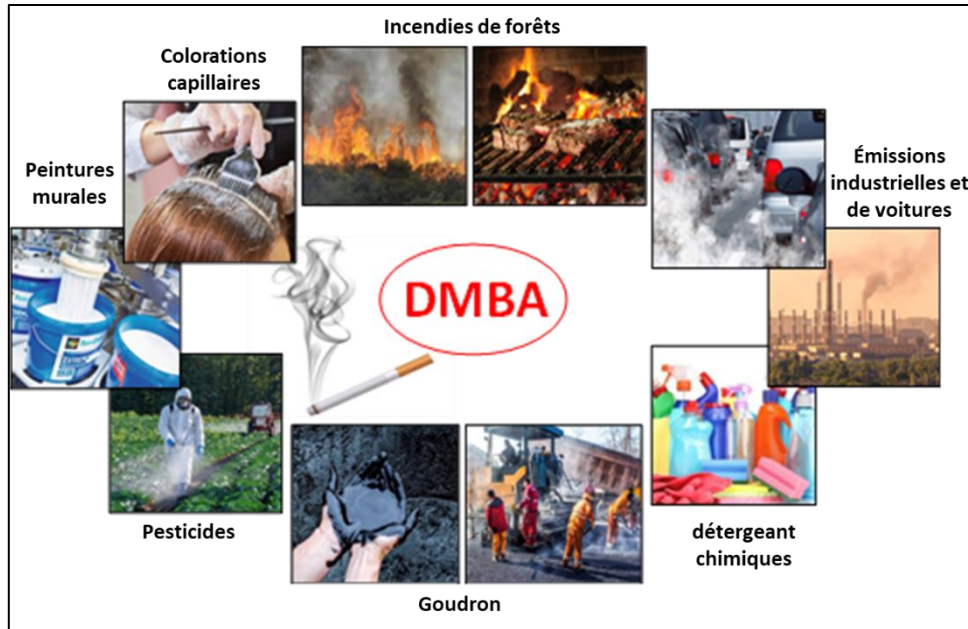 Incendies de forêts
Colorations
capillaires
Peintures
murales
Émissions
industrielles et
de voitures
DMBA
Pesticides
détergeant
chimiques
Goudron